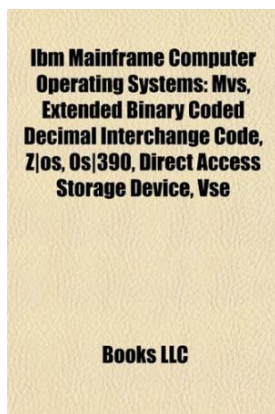 Ibm Mainframe Computer
Operating Systems: Mvs,
Extended Binary Coded
Decimal Interchange Code,
Z|os, Os|390, Direct Access
Storage Device, Vse
Books LLC